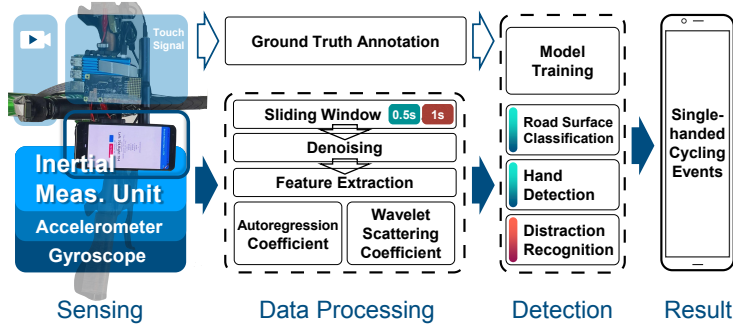 Touch
Signal
Inertial
Meas. Unit
Accelerometer
Gyroscope
Sensing
Ground Truth Annotation
Sliding Window 0.5s 1s
Denoising
Feature Extraction
Autoregression
Coefficient
Wavelet
Scattering
Coefficient
Data Processing
Model
Training
Road Surface
Classification
Hand
Detection
Distraction
Recognition
Detection
Single-
handed
Cycling
Events
Result